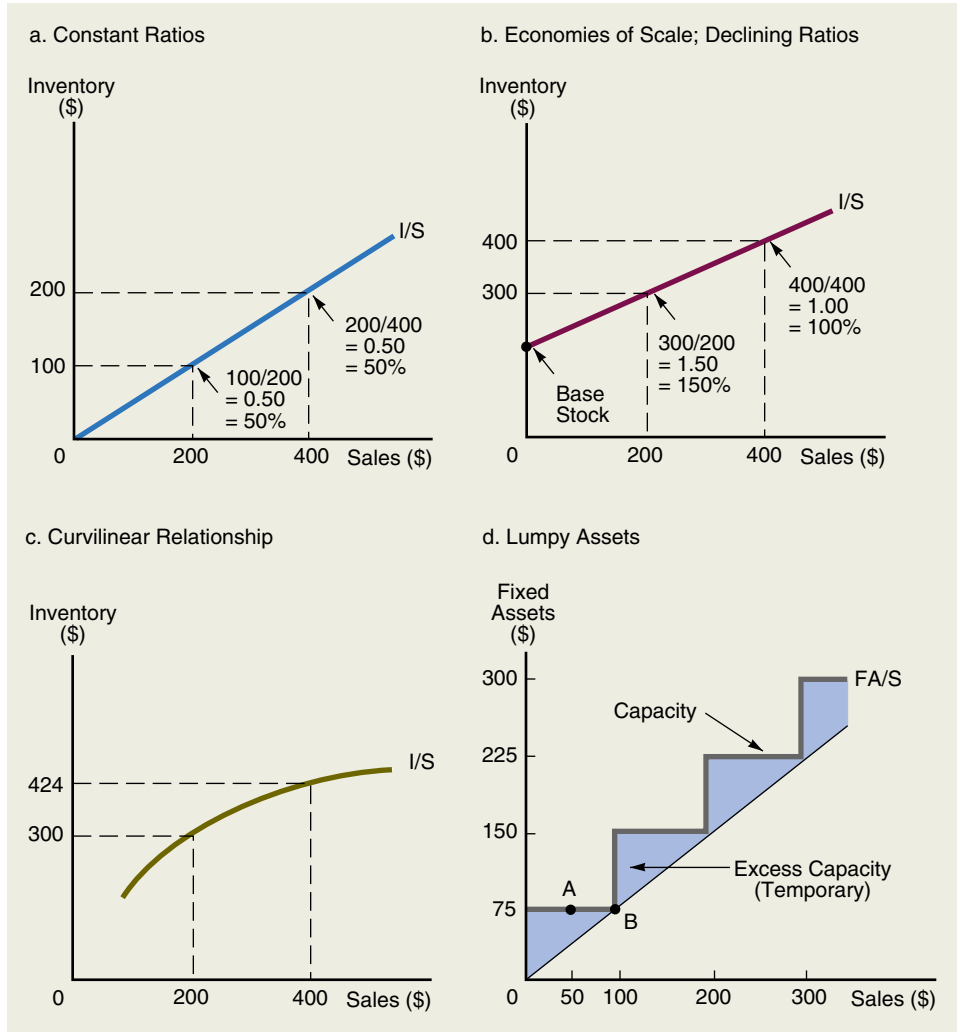 a. Constant Ratios
Inventory
($)
200
100
I/S
200/400
= 0.50
= 50%
100/200
= 0.50
= 50%
0
200
400
Sales ($)
b. Economies of Scale; Declining Ratios
Inventory
($)
400
300
I/S
400/400
= 1.00
= 100%
300/200
= 1.50
= 150%
Base
Stock
0
200
400
Sales ($)
c. Curvilinear Relationship
Inventory
($)
424
300
I/S
0
200
400
Sales ($)
d. Lumpy Assets
Fixed
Assets
($)
300
225
150
75
FA/S
Capacity
Excess Capacity
(Temporary)
A
B
0
50
100
200
300
Sales ($)